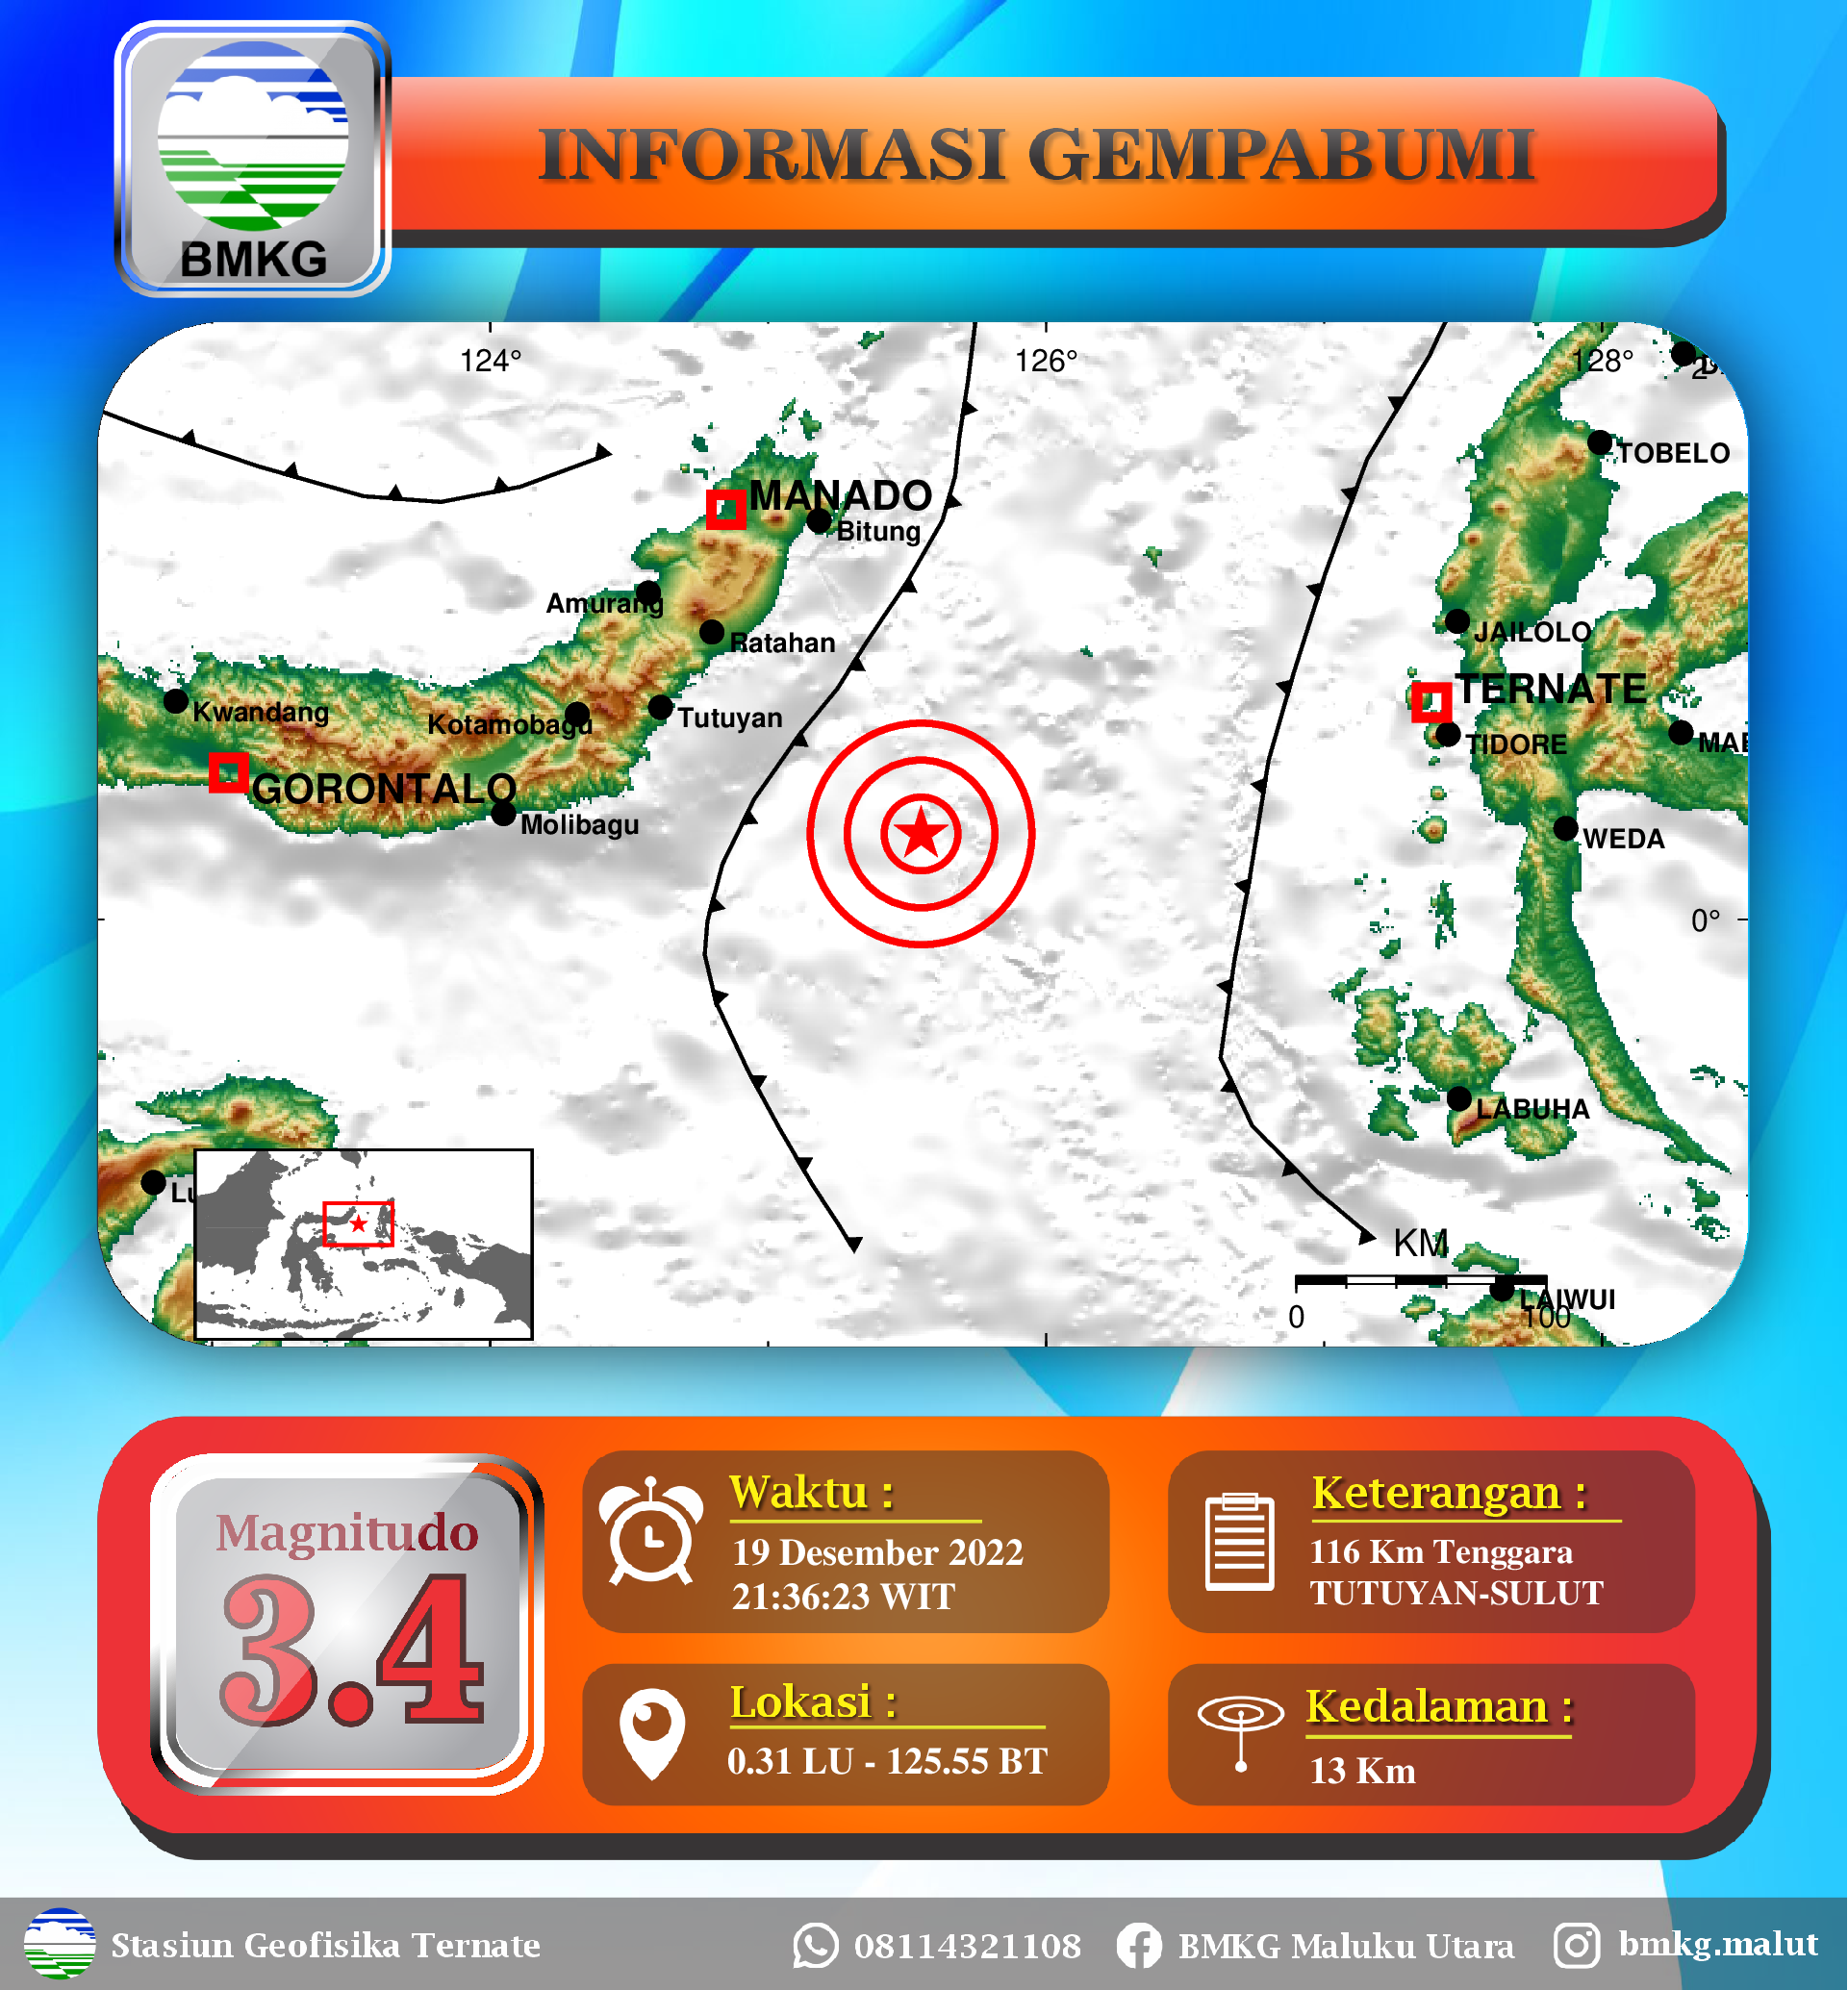 BMKG
INFORMASI GEMPABUMI
124°
126°
128°
2°
TOBELO
MANADO
Bitung
Amurang
Ratahan
JAILOLO
TERNATE
Kwandang
Kotamobagu
Tutuyan
TIDORE
GORONTALO
Molibagu
WEDA
0°
LABUHA
KM
LAIWUI
0
100
Magnitudo
3.4
Waktu :
19 Desember 2022
21:36:23 WIT
Keterangan :
116 Km Tenggara
TUTUYAN-SULUT
Lokasi :
0.31 LU - 125.55 BT
Kedalaman :
13 Km
Stasiun Geofisika Ternate
08114321108
BMKG Maluku Utara
bmkg.malut